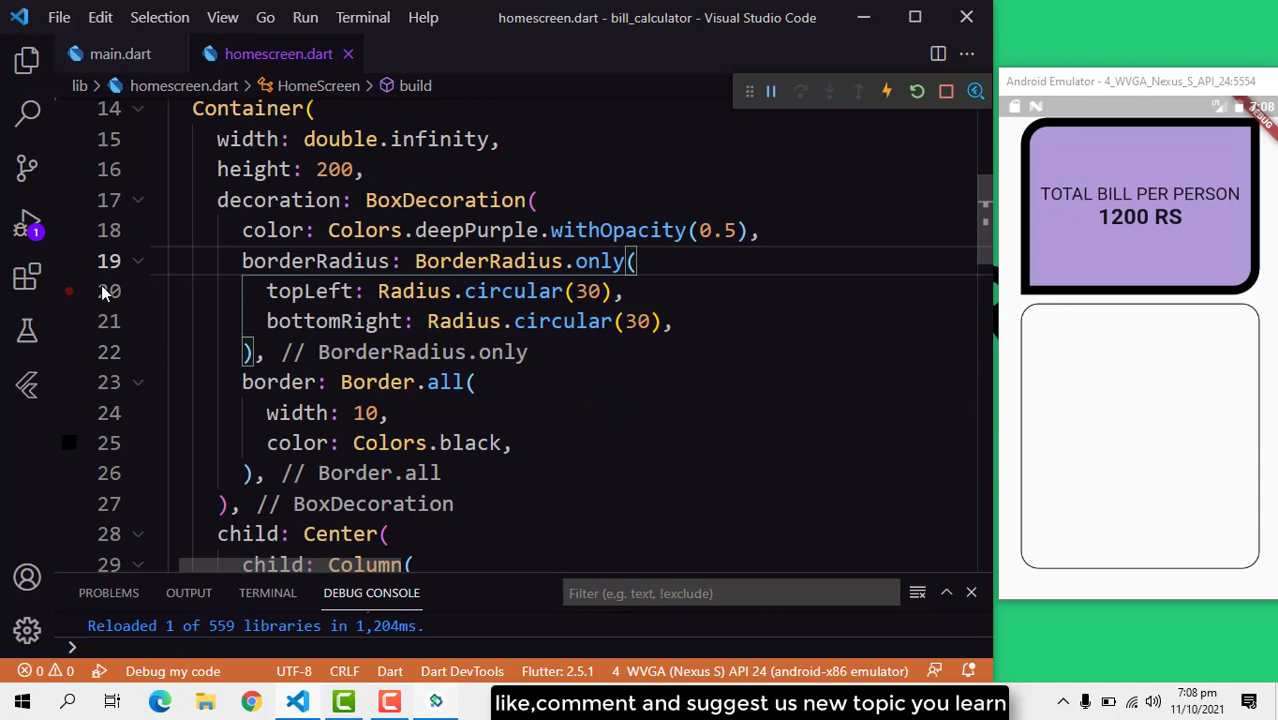 File Edit Selection View Go Run Terminal Help homescreen.dart - bill_calculator - Visual Studio Code
main.dart homescreen.dart
lib > homescreen.dart > HomeScreen > build
14 Container(
15 width: double.infinity,
16 height: 200,
17 decoration: BoxDecoration(
18 color: Colors.deepPurple.withOpacity(0.5),
19 borderRadius: BorderRadius.only(
20 topLeft: Radius.circular(30),
21 bottomRight: Radius.circular(30),
22 ), // BorderRadius.only
23 border: Border.all(
24 width: 10,
25 color: Colors.black,
26 ), // Border.all
27 ), // BoxDecoration
28 child: Center(
29 child: Column(
PROBLEMS OUTPUT TERMINAL DEBUG CONSOLE Filter (e.g. text, !exclude)
Reloaded 1 of 559 libraries in 1,204ms.
>
0 0 Debug my code UTF-8 CRLF Dart Dart DevTools Flutter: 2.5.1 4 WVGA (Nexus S) API 24 (android-x86 emulator)
1
Android Emulator - 4_WVGA_Nexus_S_API_24:5554
7:08
DEBUG
TOTAL BILL PER PERSON
1200 RS
like,comment and suggest us new topic you learn
7:08 pm
11/10/2021